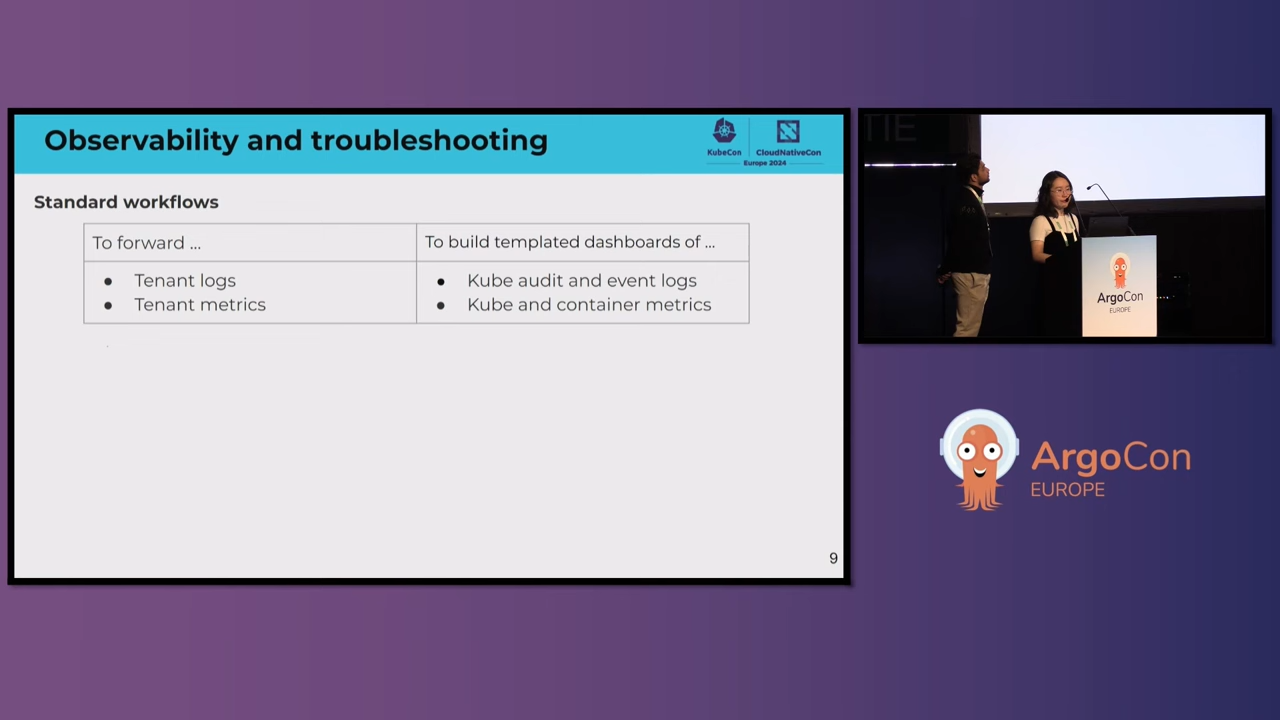 Observability and troubleshooting
KubeCon
CloudNativeCon
Europe 2024
Standard workflows
To forward ...
To build templated dashboards of ...
● Tenant logs
● Tenant metrics
● Kube audit and event logs
● Kube and container metrics
9
TIE
ArgoCon
EUROPE
ArgoCon
EUROPE